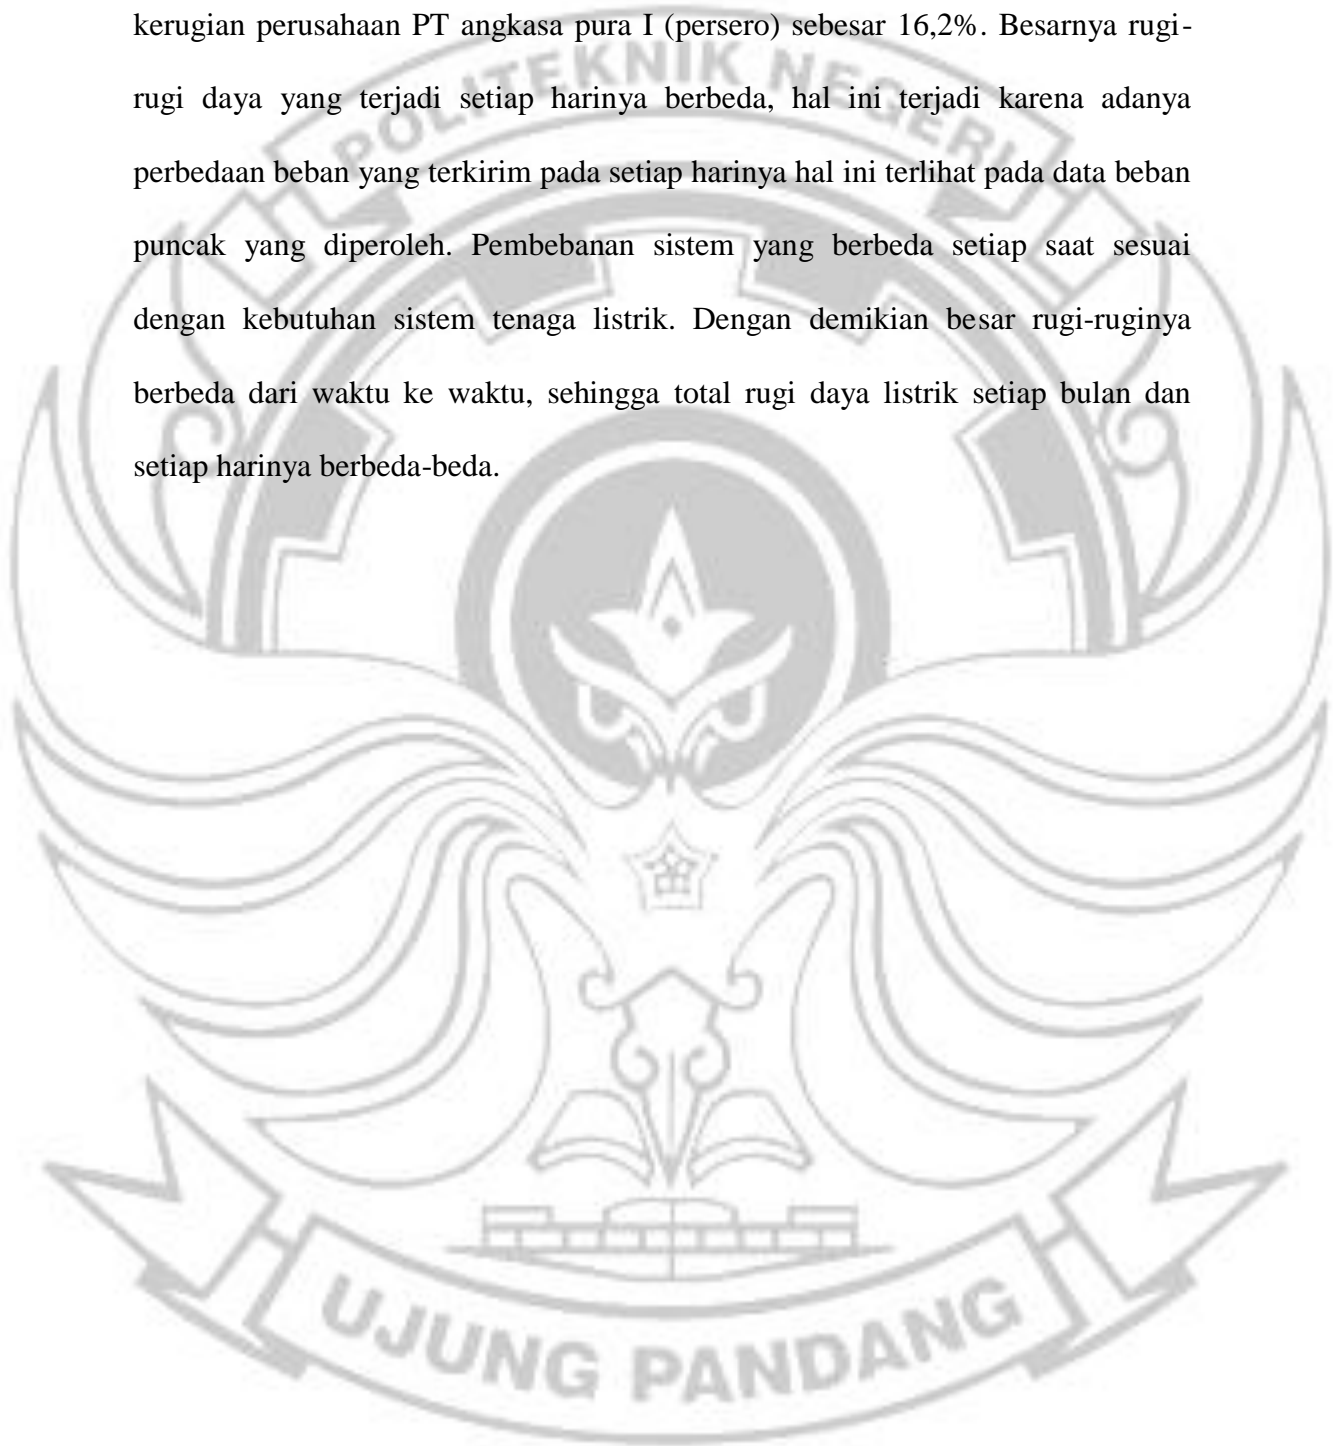 kerugian perusahaan PT angkasa pura I (persero) sebesar 16,2%. Besarnya rugi-
rugi daya yang terjadi setiap harinya berbeda, hal ini terjadi karena adanya
perbedaan beban yang terkirim pada setiap harinya hal ini terlihat pada data beban
puncak yang diperoleh. Pembebanan sistem yang berbeda setiap saat sesuai
dengan kebutuhan sistem tenaga listrik. Dengan demikian besar rugi-ruginya
berbeda dari waktu ke waktu, sehingga total rugi daya listrik setiap bulan dan
setiap harinya berbeda-beda.
POLITEKNIK NEGERI
UJUNG PANDANG